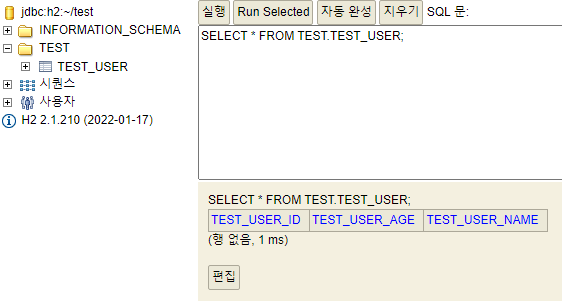 jdbc:h2:~/test
INFORMATION_SCHEMA
TEST
TEST_USER
시퀀스
사용자
H2 2.1.210 (2022-01-17)
실행 Run Selected 자동 완성 지우기 SQL 문:
SELECT * FROM TEST.TEST_USER;
SELECT * FROM TEST.TEST_USER;
TEST_USER_ID TEST_USER_AGE TEST_USER_NAME
(행 없음, 1 ms)
편집